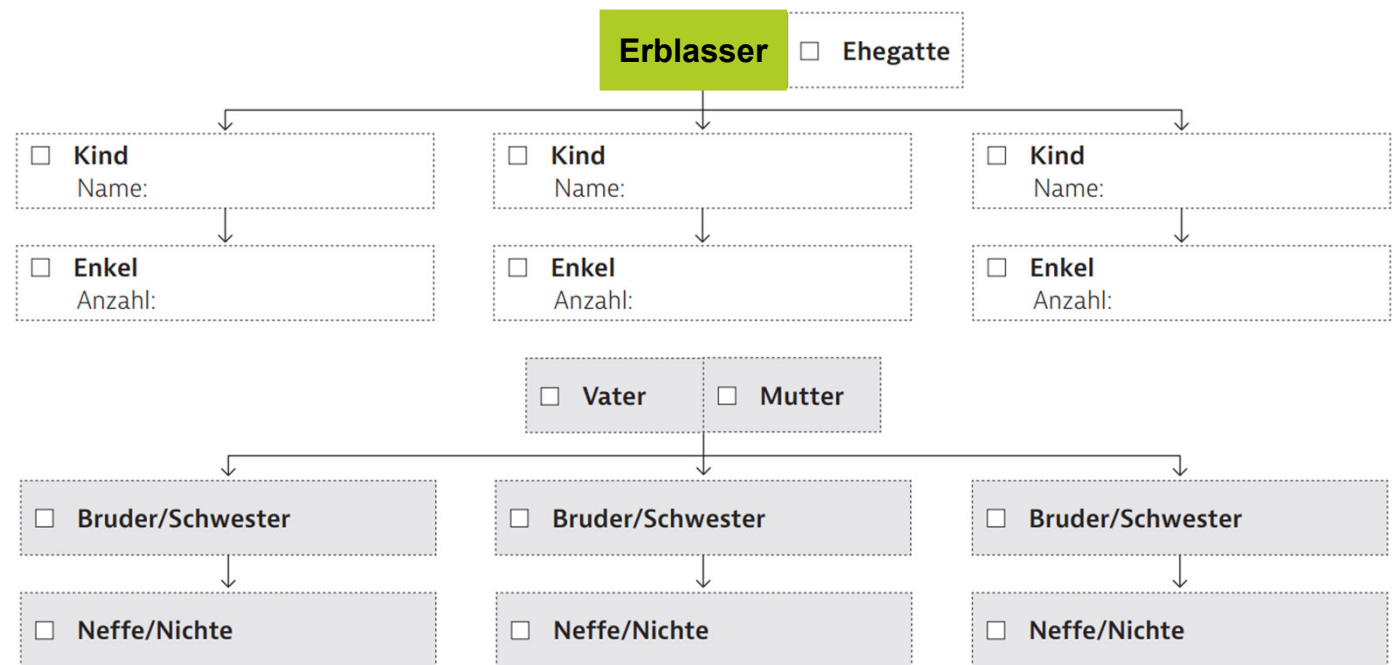 Erblasser
Ehegatte
Kind
Name:
Kind
Name:
Kind
Name:
Enkel
Anzahl:
Enkel
Anzahl:
Enkel
Anzahl:
Vater
Mutter
Bruder/Schwester
Bruder/Schwester
Bruder/Schwester
Neffe/Nichte
Neffe/Nichte
Neffe/Nichte